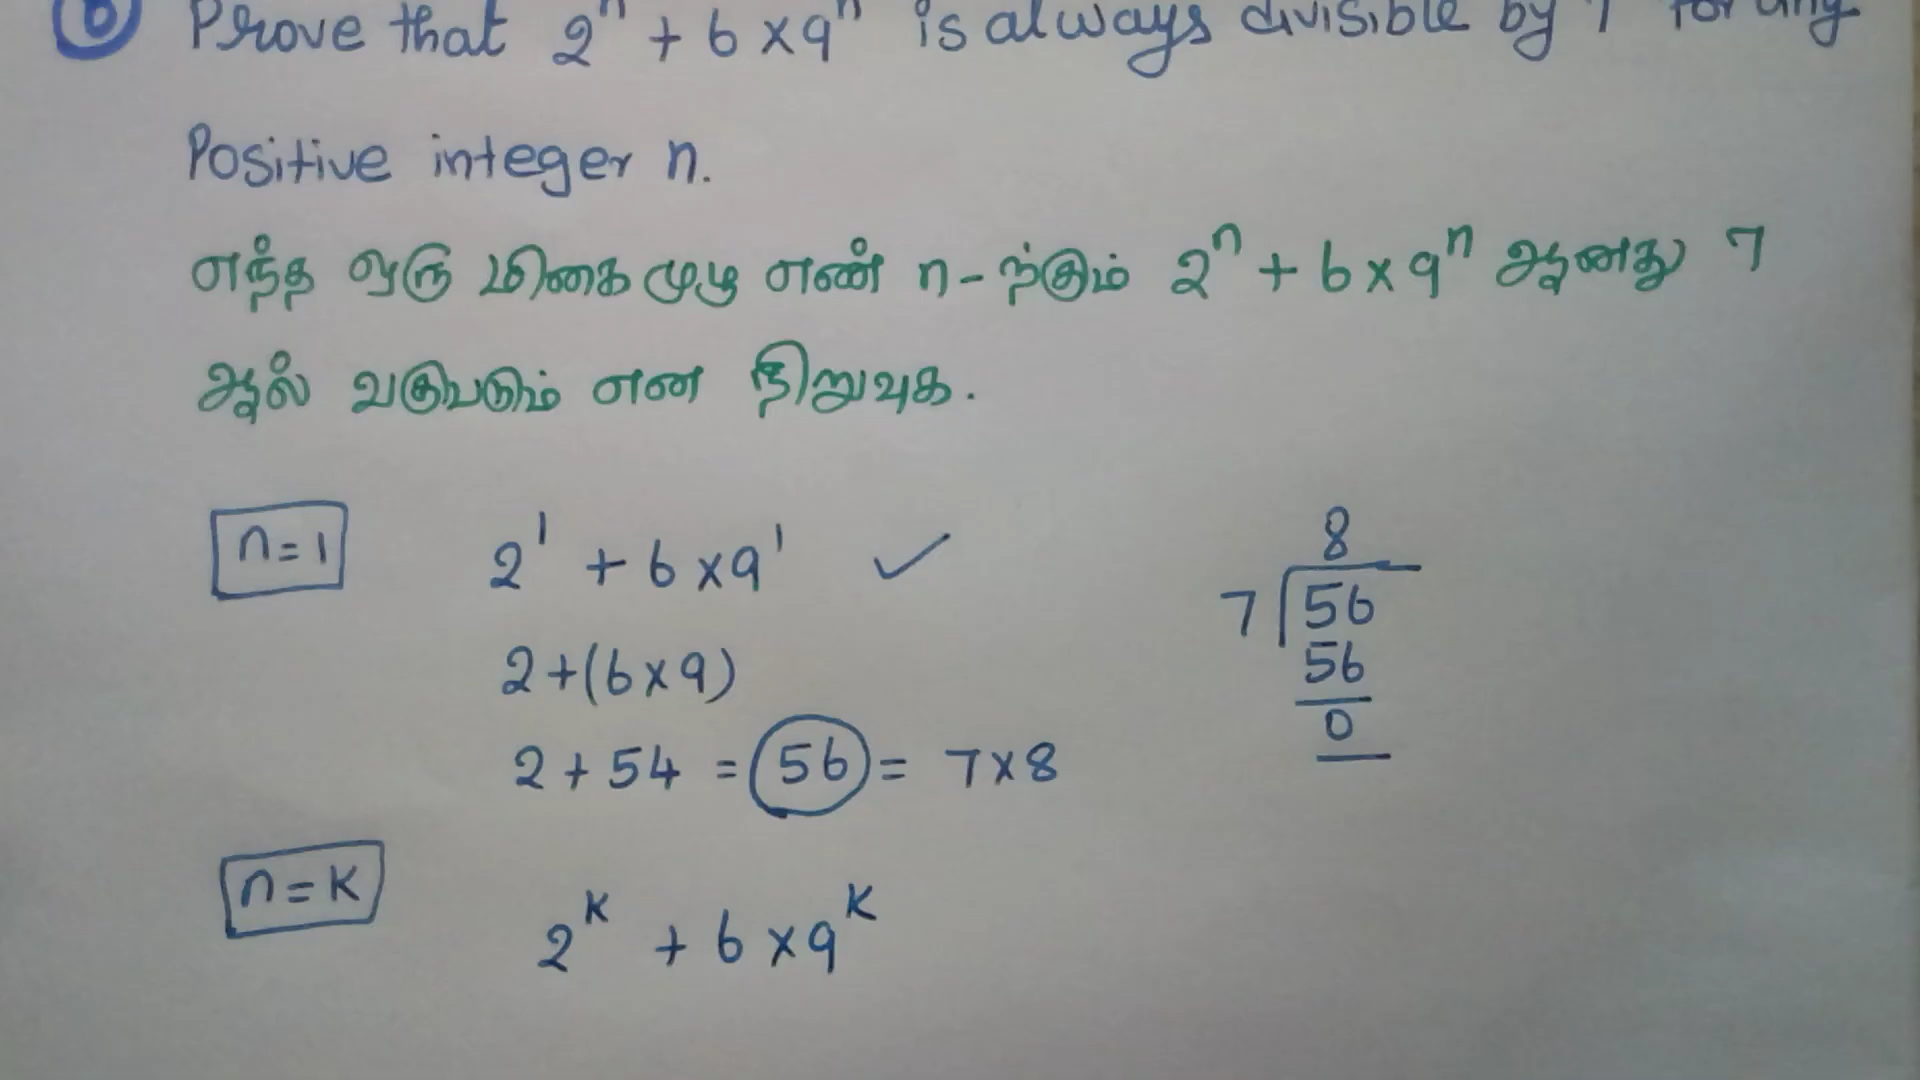 6 Prove that 2ⁿ + 6 × 9ⁿ is always divisible by 7 for any
Positive integer n.
எந்த ஒரு மிகை முழு எண் n - ற்கும் 2ⁿ + 6 × 9ⁿ ஆனது 7
ஆல் வகுபடும் என நிறுவுக.
n = 1 2¹ + 6 × 9¹ ✓
2 + (6 × 9)
2 + 54 = 56 = 7 × 8
8
7 56
56
0
n = K 2ᴷ + 6 × 9ᴷ